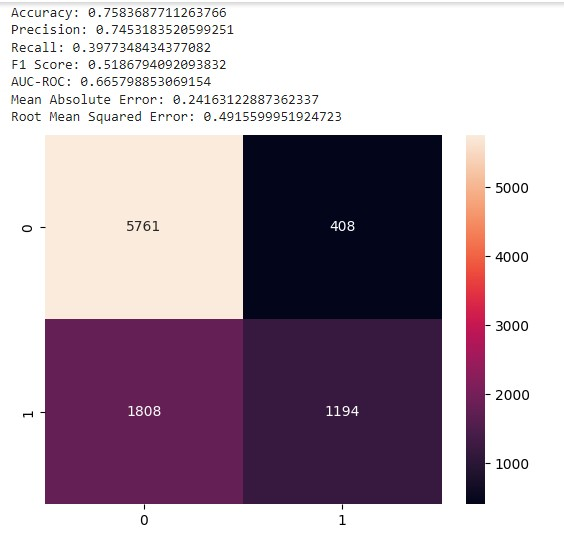 Accuracy: 0.7583687711263766
Precision: 0.7453183520599251
Recall: 0.3977348434377082
F1 Score: 0.5186794092093832
AUC-ROC: 0.665798853069154
Mean Absolute Error: 0.24163122887362337
Root Mean Squared Error: 0.4915599951924723
0
5761
408
5000
4000
3000
1
1808
1194
2000
1000
0
1